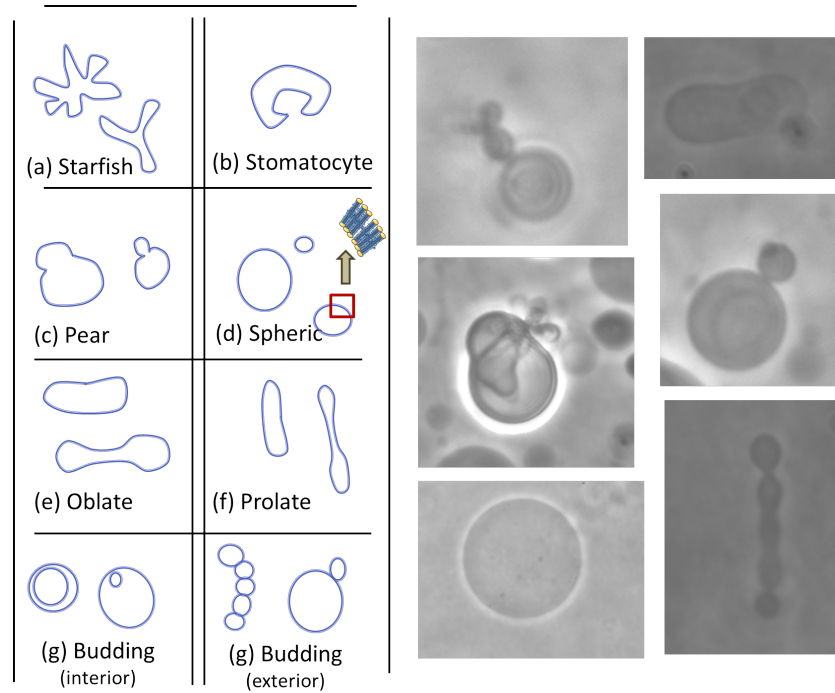 (a) Starfish
(b) Stomatocyte
(c) Pear
(d) Spheric
(e) Oblate
(f) Prolate
(g) Budding
(interior)
(g) Budding
(exterior)